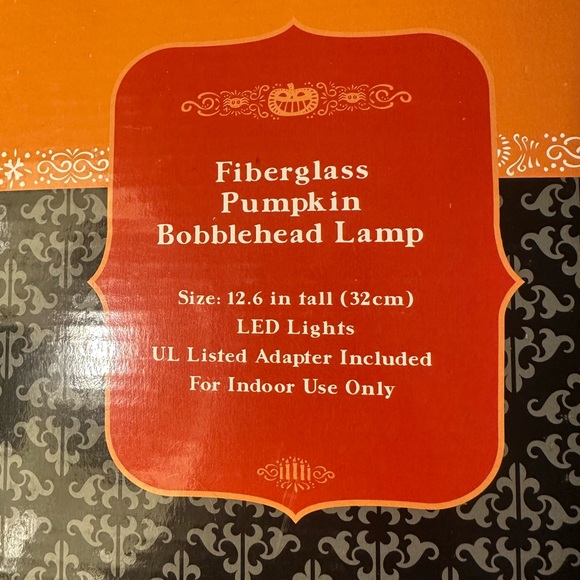 Fiberglass
Pumpkin
Bobblehead Lamp
Size: 12.6 in tall (32cm)
LED Lights
UL Listed Adapter Included
For Indoor Use Only